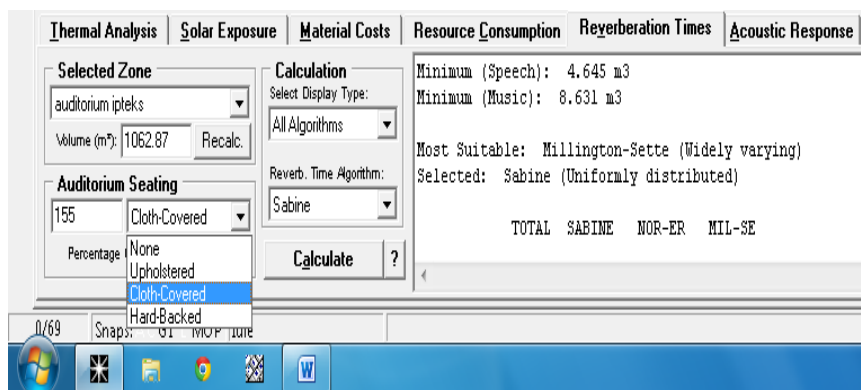 Thermal Analysis
Solar Exposure
Material Costs
Resource Consumption
Reverberation Times
Acoustic Response
Selected Zone
auditorium ipteks
Volume (m³): 1062.87 Recalc.
Auditorium Seating
155 Cloth-Covered
Percentage
None
Upholstered
Cloth-Covered
Hard-Backed
Calculation
Select Display Type:
All Algorithms
Reverb. Time Algorithm:
Sabine
Calculate ?
Minimum (Speech): 4.645 m3
Minimum (Music): 8.631 m3
Most Suitable: Millington-Sette (Widely varying)
Selected: Sabine (Uniformly distributed)
TOTAL SABINE NOR-ER MIL-SE
0/69 Snaps: Idle
W